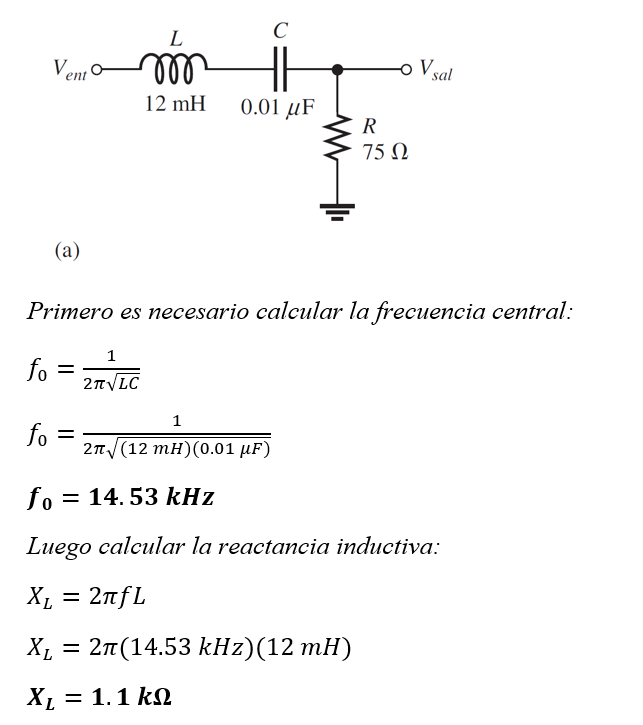 L
C
V_ent
V_sal
12 mH
0.01 μF
R
75 Ω
(a)
Primero es necesario calcular la frecuencia central:
f₀ = 1 / 2π√LC
f₀ = 1 / 2π√(12 mH)(0.01 μF)
f₀ = 14.53 kHz
Luego calcular la reactancia inductiva:
X_L = 2πfL
X_L = 2π(14.53 kHz)(12 mH)
X_L = 1.1 kΩ